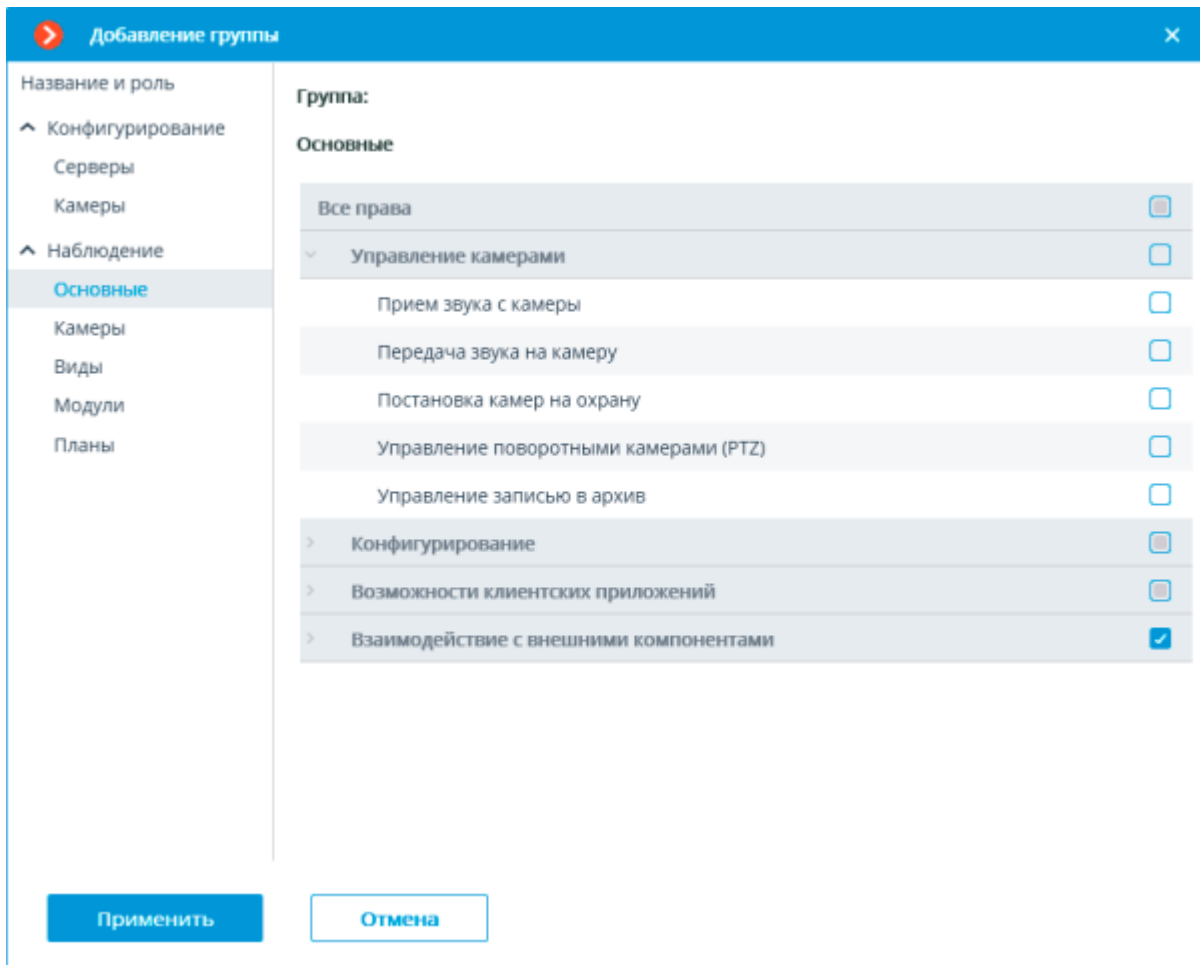 Добавление группы
Название и роль
Конфигурирование
Серверы
Камеры
Наблюдение
Основные
Камеры
Виды
Модули
Планы
Группа:
Основные
Все права
Управление камерами
Прием звука с камеры
Передача звука на камеру
Постановка камер на охрану
Управление поворотными камерами (PTZ)
Управление записью в архив
Конфигурирование
Возможности клиентских приложений
Взаимодействие с внешними компонентами
Применить
Отмена